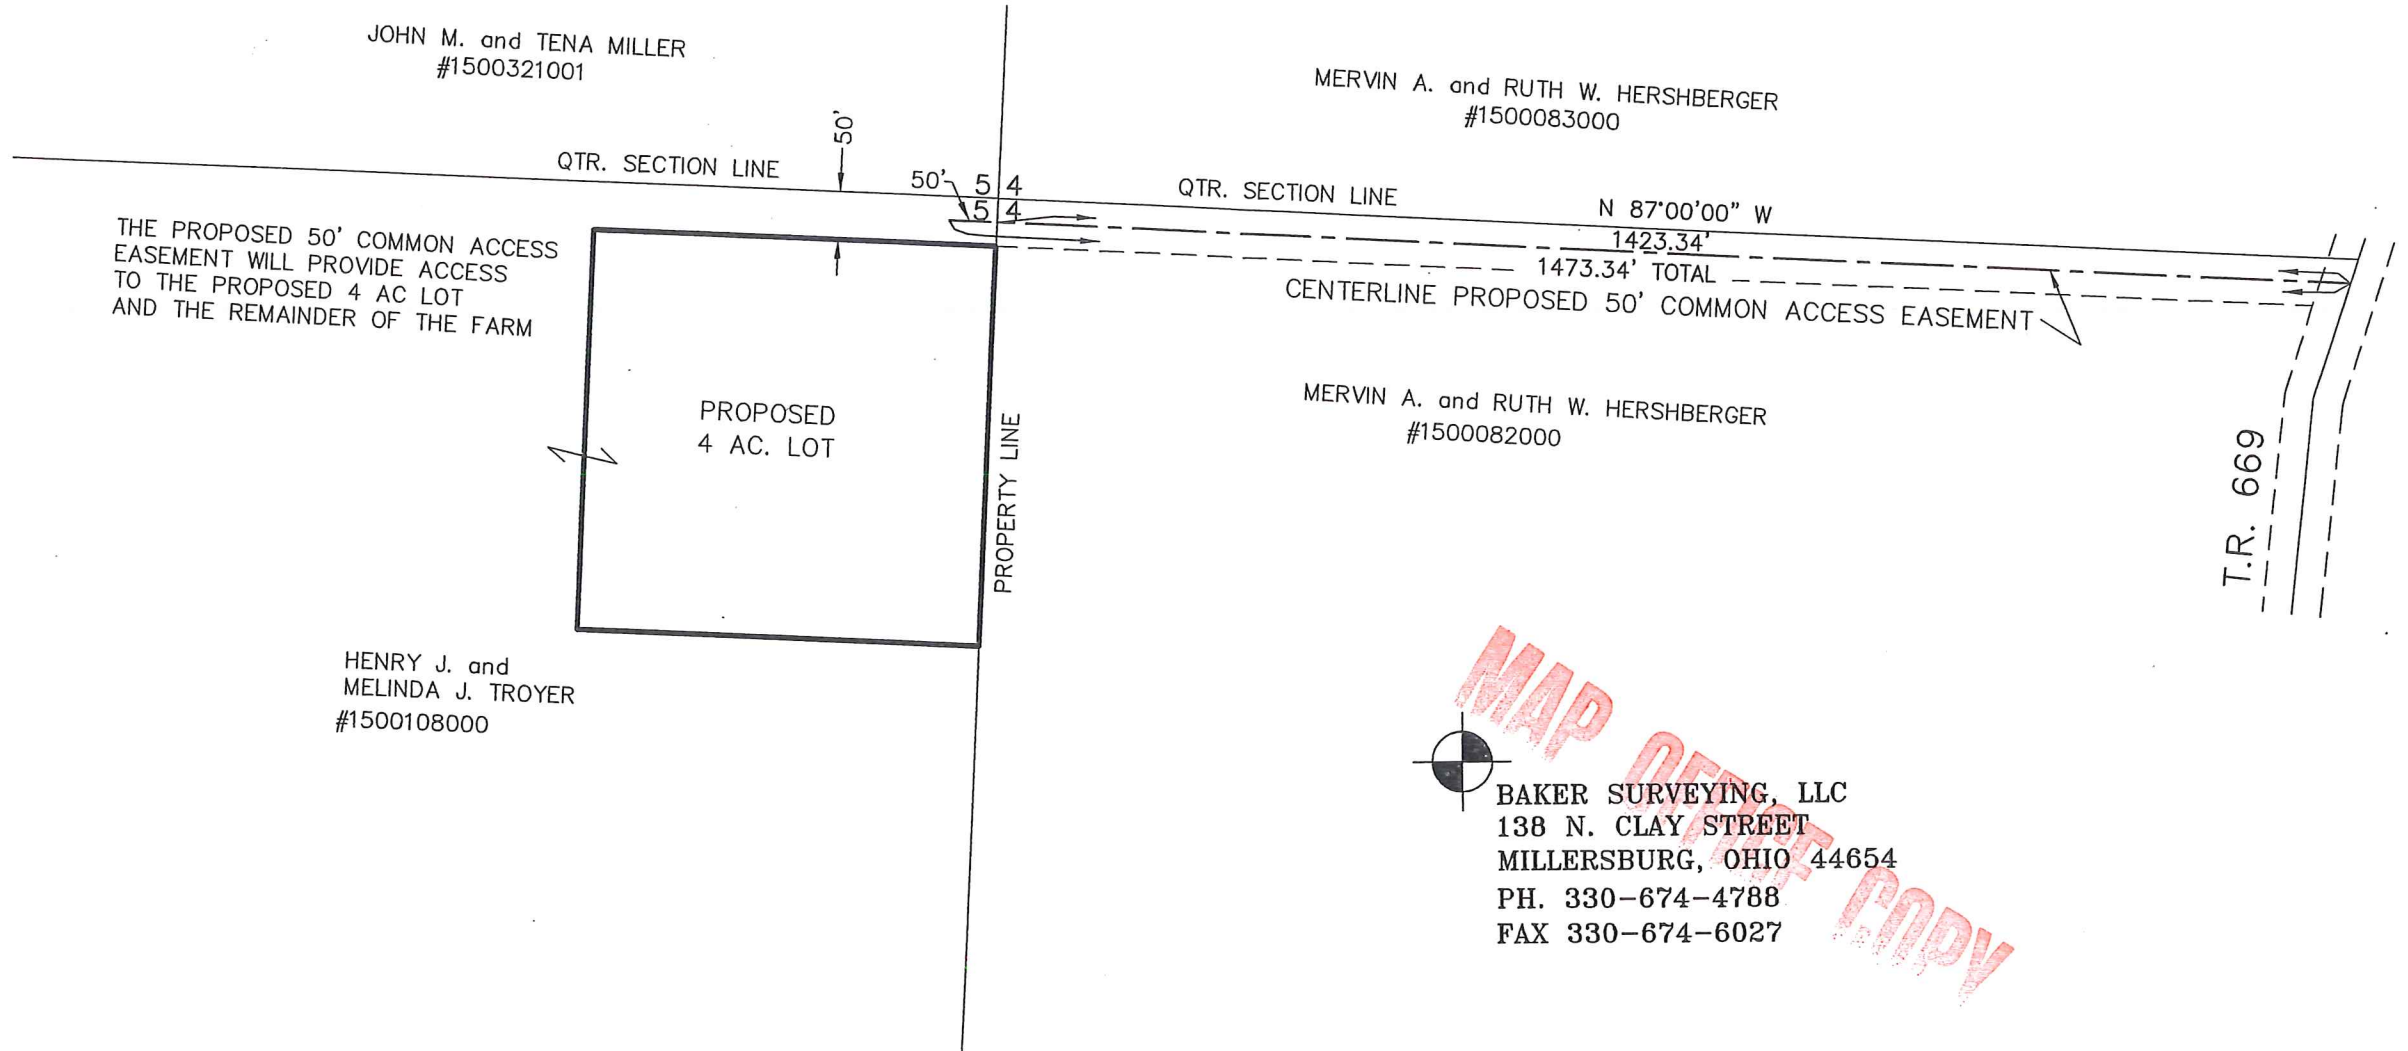 JOHN M. and TENA MILLER
#1500321001
MERVIN A. and RUTH W. HERSHBERGER
#1500083000
50'
QTR. SECTION LINE
50'
5 4
5 4
QTR. SECTION LINE
N 87°00'00" W
1423.34'
1473.34' TOTAL
CENTERLINE PROPOSED 50' COMMON ACCESS EASEMENT
THE PROPOSED 50' COMMON ACCESS
EASEMENT WILL PROVIDE ACCESS
TO THE PROPOSED 4 AC LOT
AND THE REMAINDER OF THE FARM
PROPOSED
4 AC. LOT
PROPERTY LINE
MERVIN A. and RUTH W. HERSHBERGER
#1500082000
T.R. 669
HENRY J. and
MELINDA J. TROYER
#1500108000
MAP OFFICE COPY
BAKER SURVEYING, LLC
138 N. CLAY STREET
MILLERSBURG, OHIO 44654
PH. 330-674-4788
FAX 330-674-6027